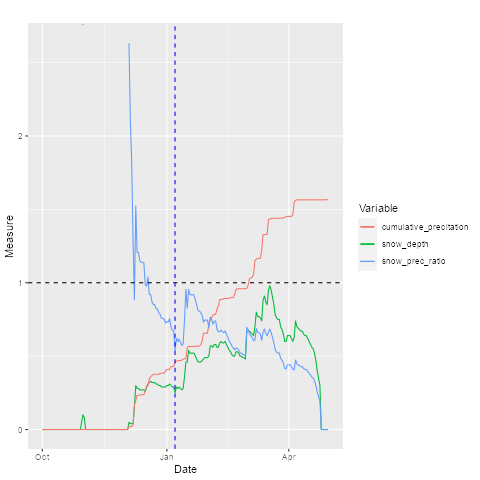 2
1
0
Measure
Oct
Jan
Apr
Date
Variable
cumulative_precitation
snow_depth
snow_prec_ratio